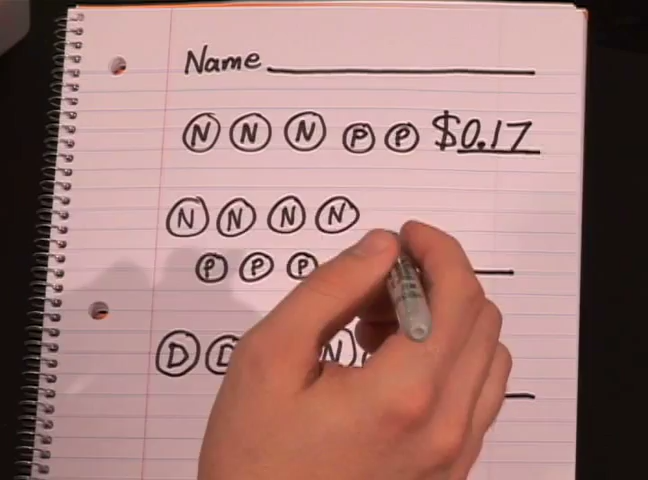 Name
N N N P P $0.17
N N N N
P P P
D D N